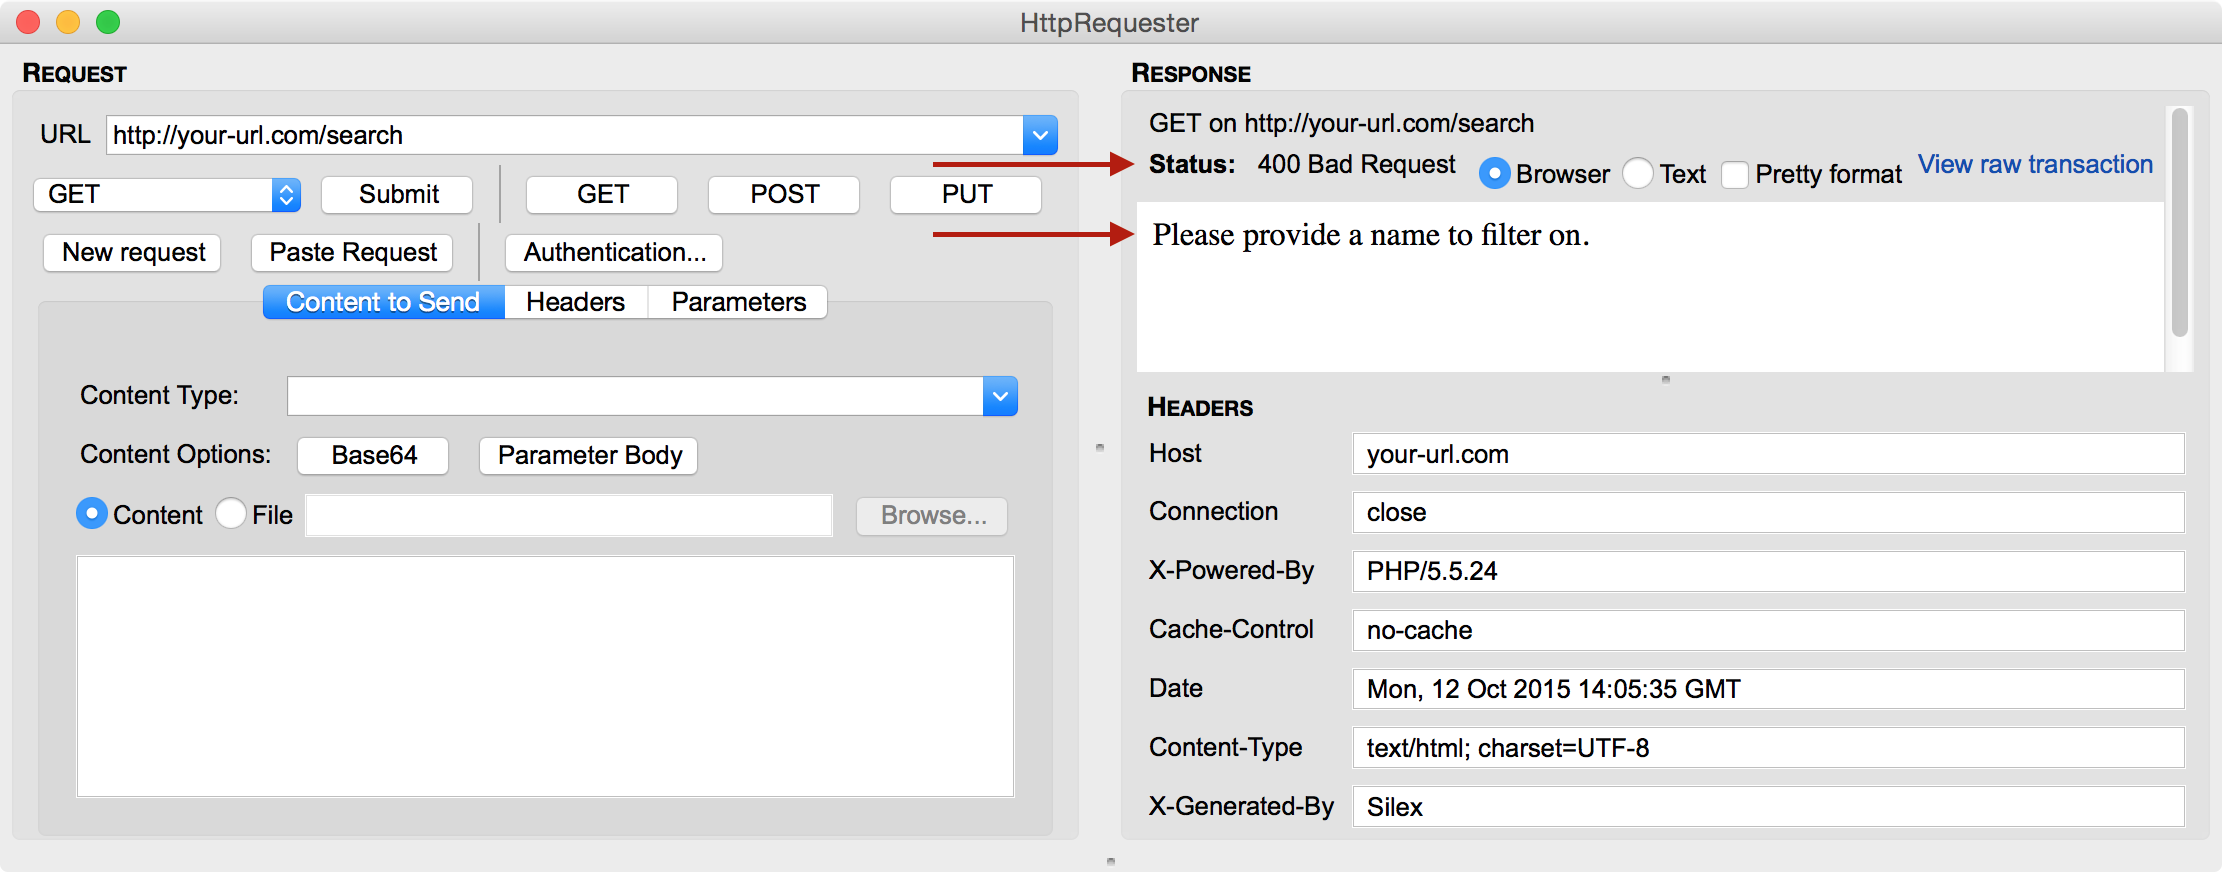 HttpRequester
REQUEST
URL http://your-url.com/search
GET Submit GET POST PUT
New request Paste Request Authentication...
Content to Send Headers Parameters
Content Type:
Content Options: Base64 Parameter Body
Content File Browse...
RESPONSE
GET on http://your-url.com/search
Status: 400 Bad Request Browser Text Pretty format View raw transaction
Please provide a name to filter on.
HEADERS
Host your-url.com
Connection close
X-Powered-By PHP/5.5.24
Cache-Control no-cache
Date Mon, 12 Oct 2015 14:05:35 GMT
Content-Type text/html; charset=UTF-8
X-Generated-By Silex